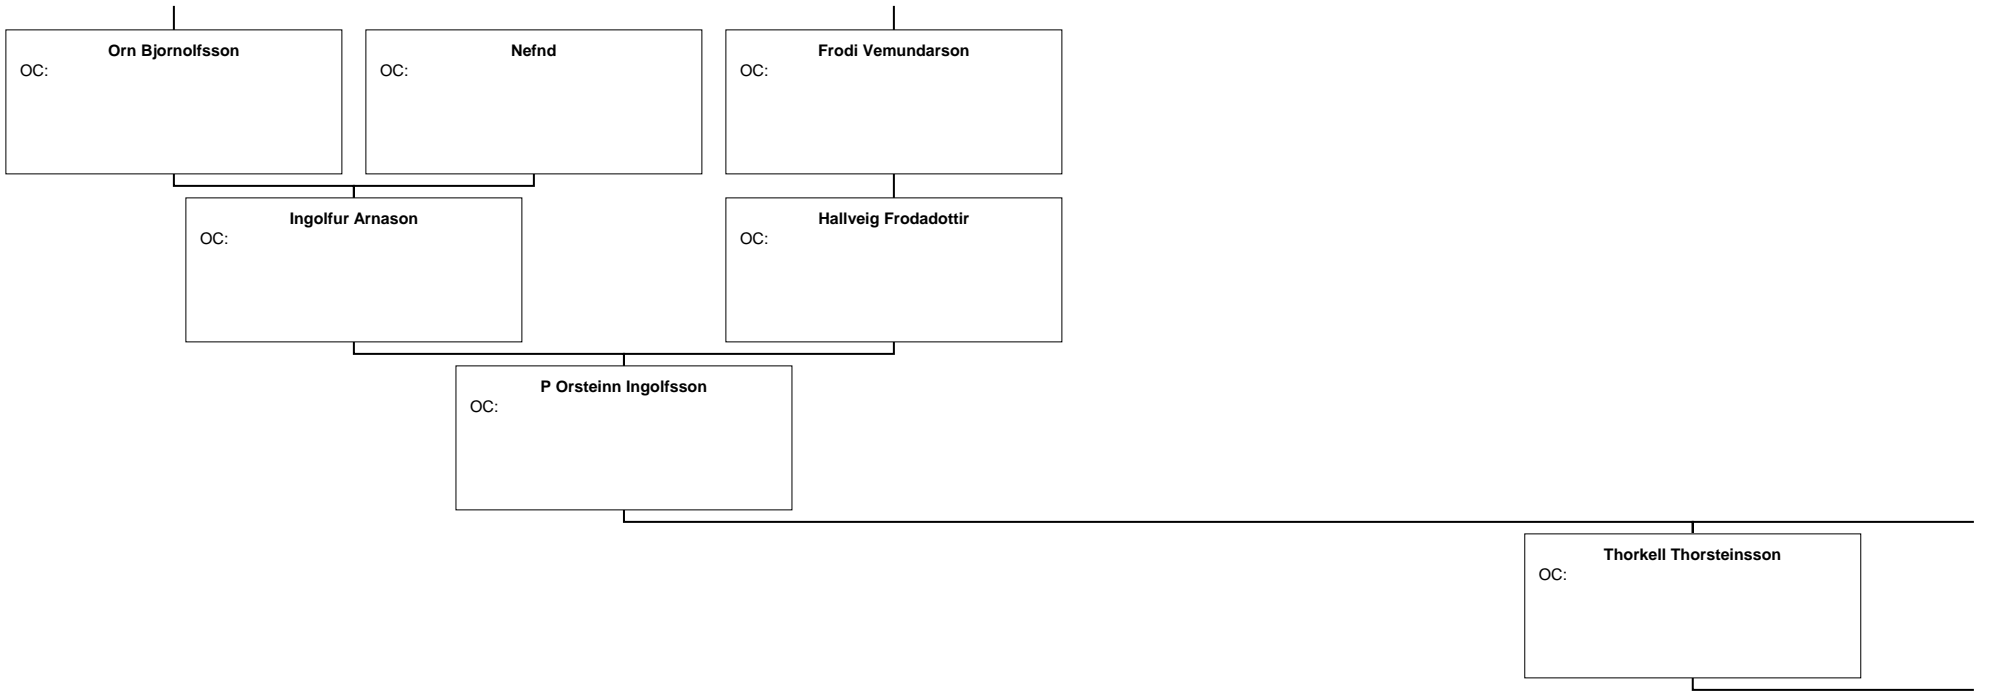 Orn Bjornolfsson
OC:
Nefnd
OC:
Frodi Vemundarson
OC:
Ingolfur Arnason
OC:
Hallveig Frodadottir
OC:
P Orsteinn Ingolfsson
OC:
Thorkell Thorsteinsson
OC: